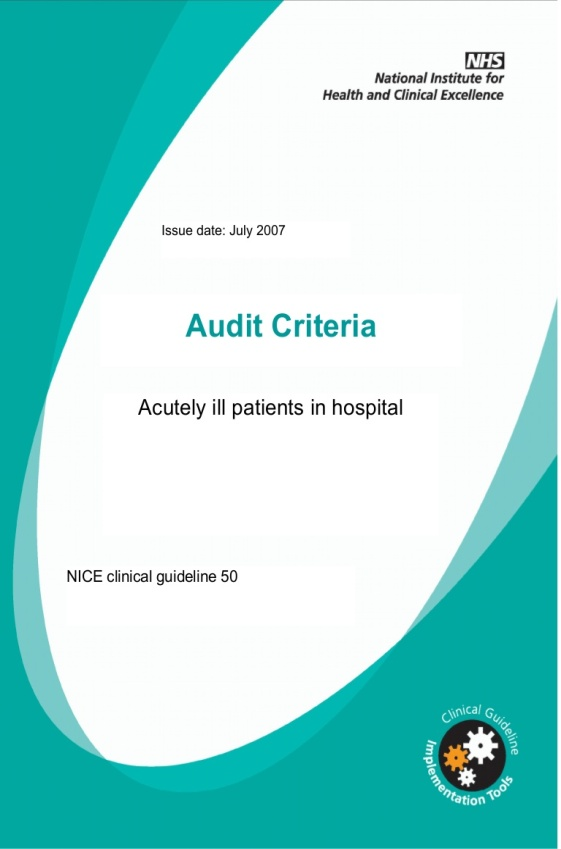 NHS
National Institute for
Health and Clinical Excellence
Issue date: July 2007
Audit Criteria
Acutely ill patients in hospital
NICE clinical guideline 50
Clinical Guideline
Implementation Tools